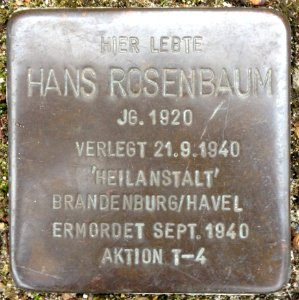 HIER LEBTE
HANS ROSENBAUM
JG. 1920
VERLEGT 21.9.1940
'HEILANSTALT'
BRANDENBURG/HAVEL
ERMORDET SEPT. 1940
AKTION T-4